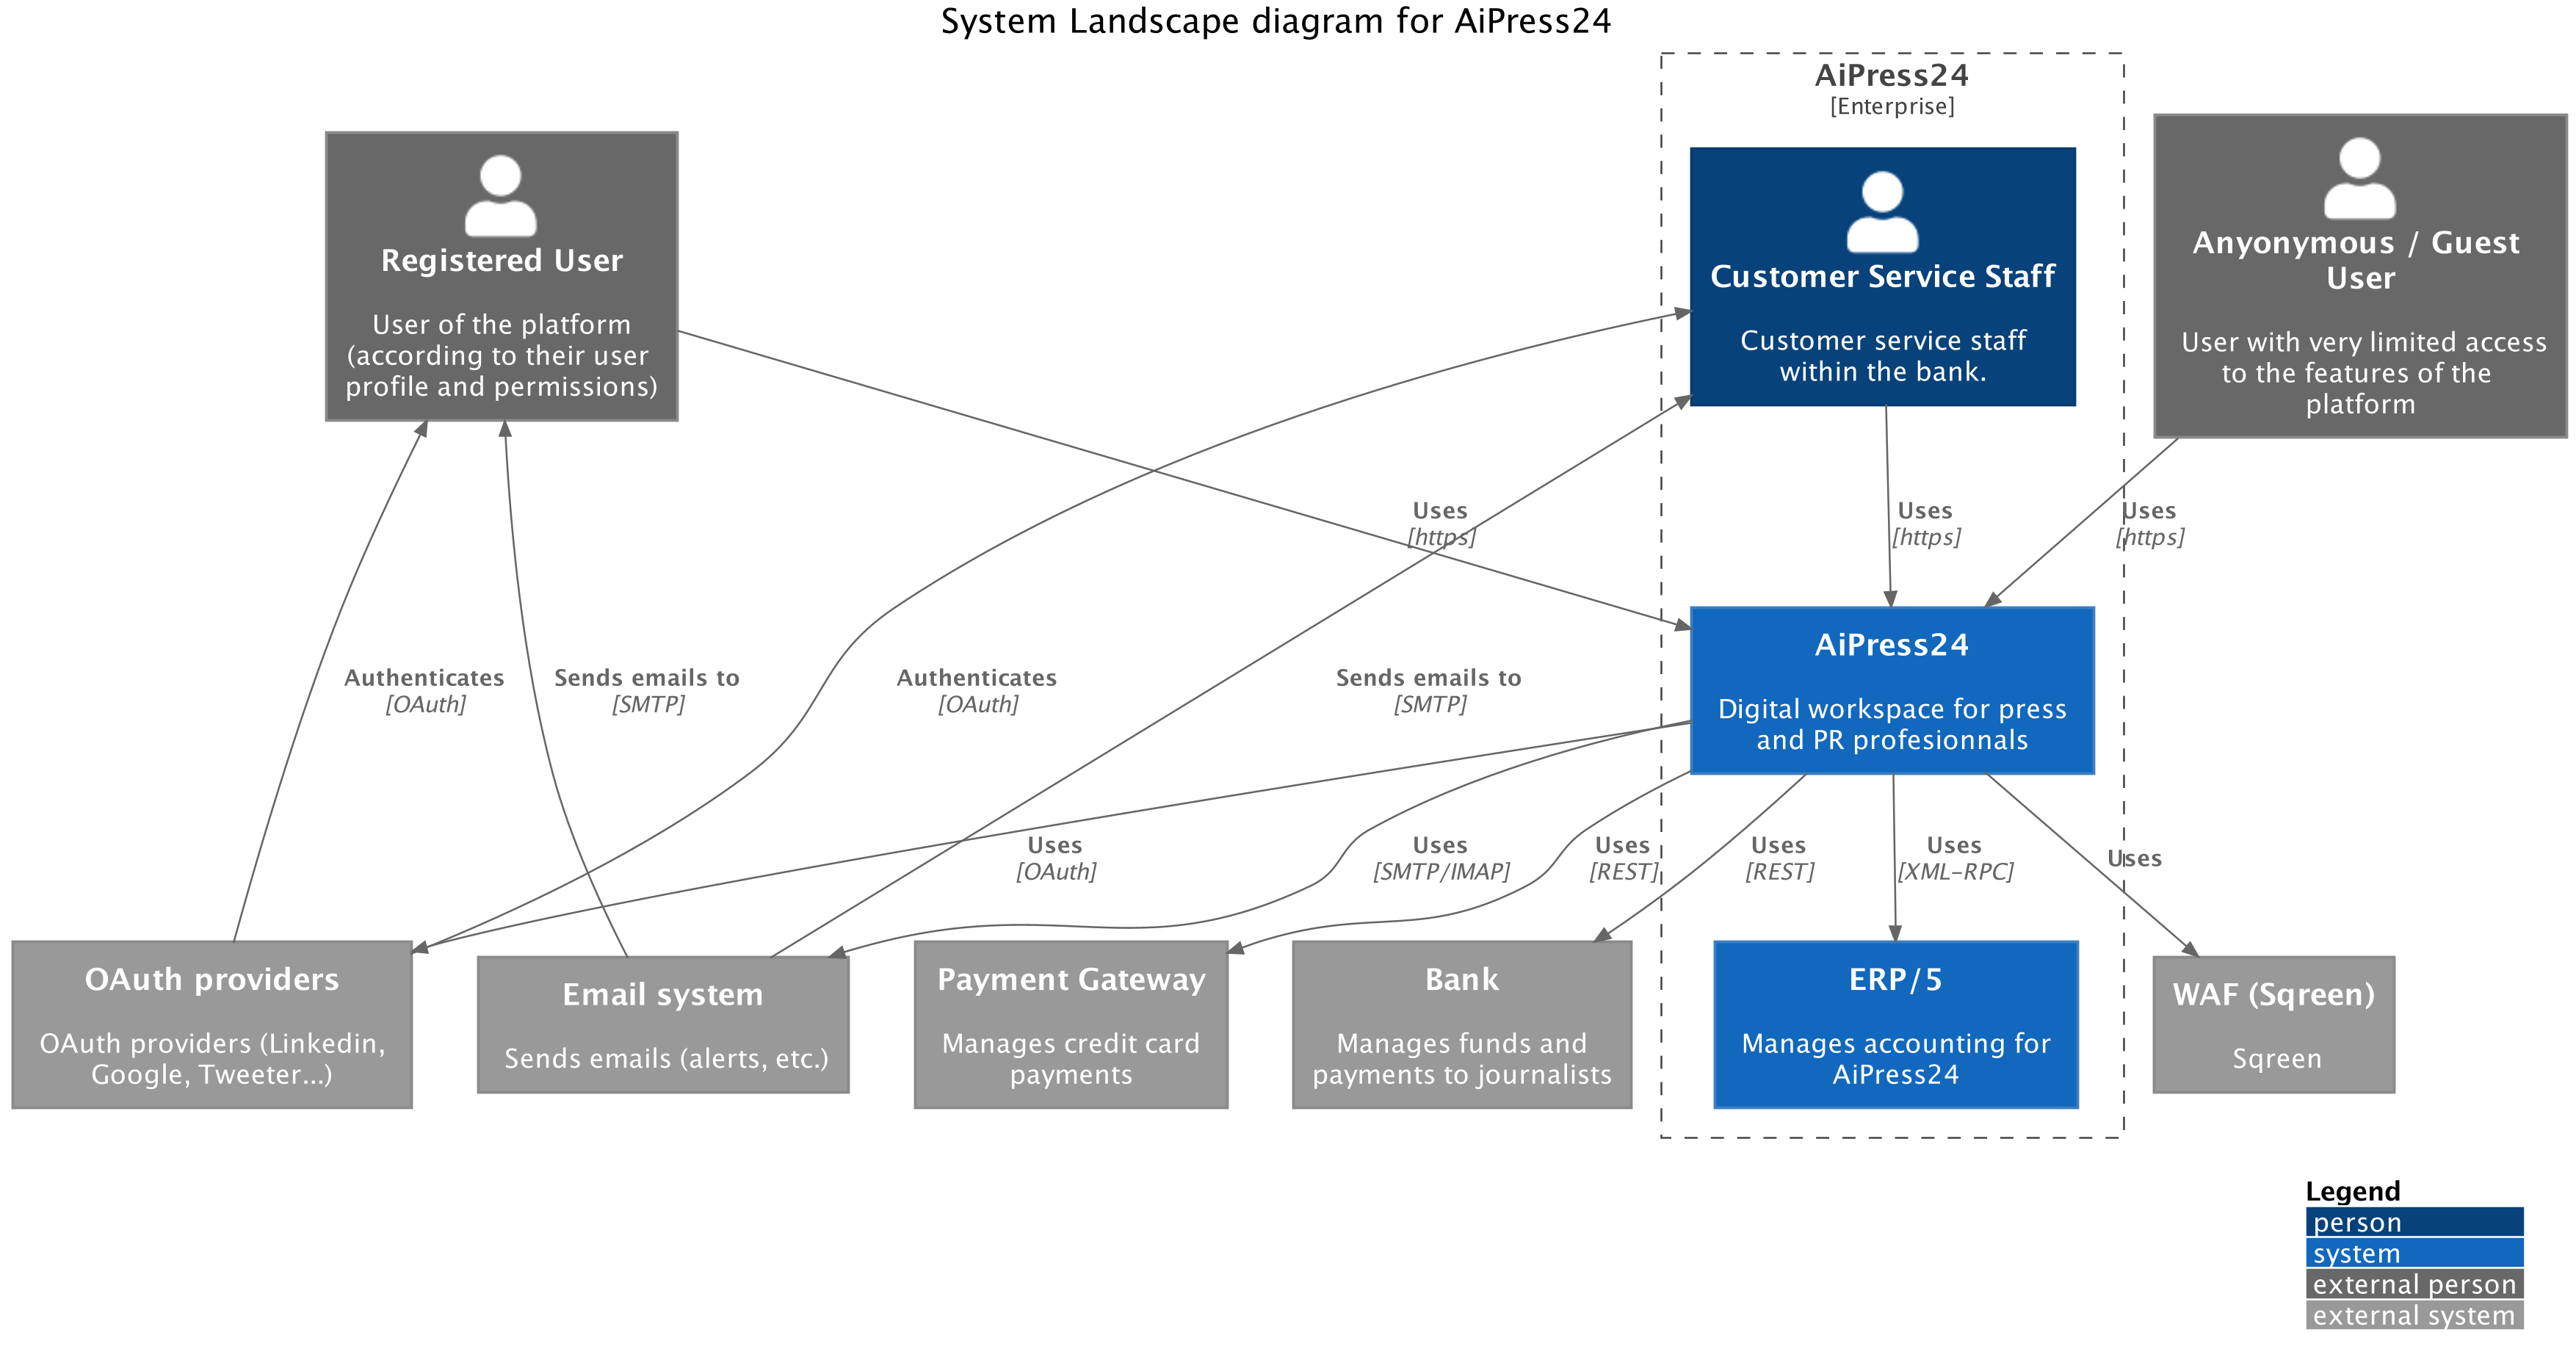 System Landscape diagram for AiPress24
AiPress24
[Enterprise]
Registered User
User of the platform
(according to their user
profile and permissions)
Customer Service Staff
Customer service staff
within the bank.
Anyonymous / Guest
User
User with very limited access
to the features of the
platform
Uses
[https]
Uses
[https]
Uses
[https]
Authenticates
[OAuth]
Sends emails to
[SMTP]
Authenticates
[OAuth]
Sends emails to
[SMTP]
AiPress24
Digital workspace for press
and PR profesionnals
Uses
[OAuth]
Uses
[SMTP/IMAP]
Uses
[REST]
Uses
[REST]
Uses
[XML-RPC]
Uses
OAuth providers
OAuth providers (Linkedin,
Google, Tweeter...)
Email system
Sends emails (alerts, etc.)
Payment Gateway
Manages credit card
payments
Bank
Manages funds and
payments to journalists
ERP/5
Manages accounting for
AiPress24
WAF (Sqreen)
Sqreen
Legend
person
system
external person
external system